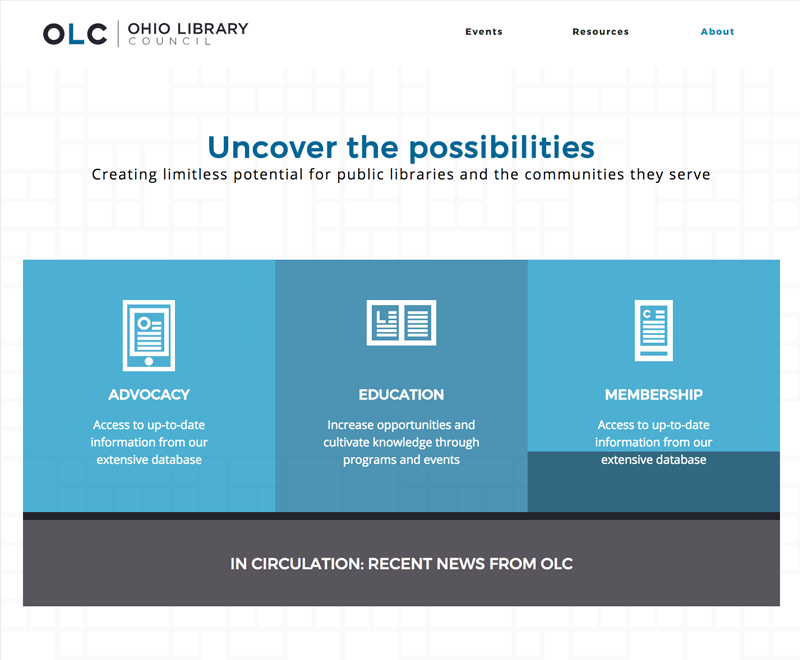 OLC
OHIO LIBRARY
COUNCIL
Events
Resources
About
Uncover the possibilities
Creating limitless potential for public libraries and the communities they serve
O
ADVOCACY
Access to up-to-date
information from our
extensive database
L
EDUCATION
Increase opportunities and
cultivate knowledge through
programs and events
C
MEMBERSHIP
Access to up-to-date
information from our
extensive database
IN CIRCULATION: RECENT NEWS FROM OLC